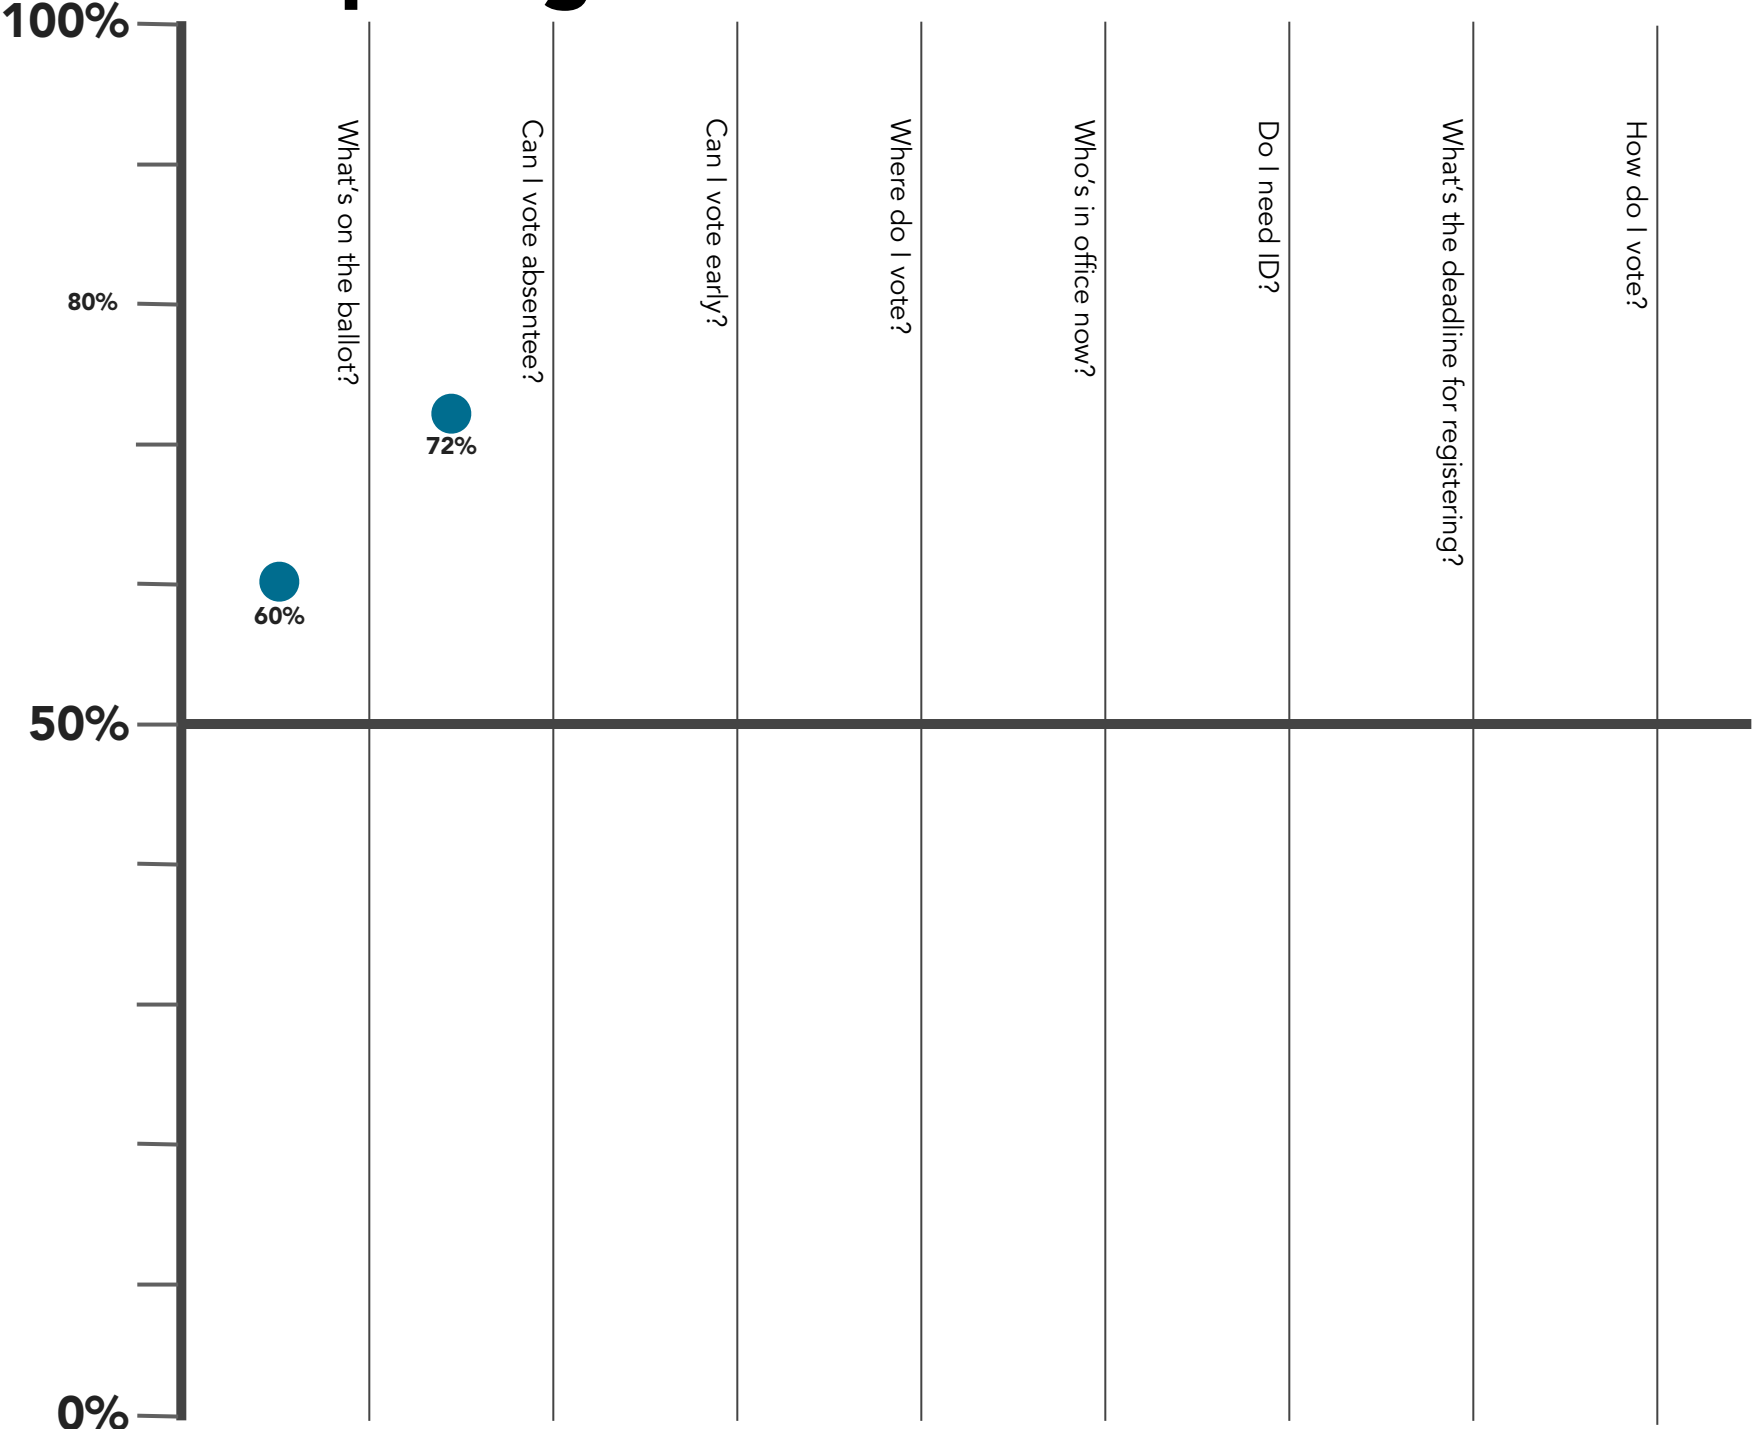 100%
80%
50%
0%
What's on the ballot?
Can I vote absentee?
Can I vote early?
Where do I vote?
Who's in office now?
Do I need ID?
What's the deadline for registering?
How do I vote?
72%
60%